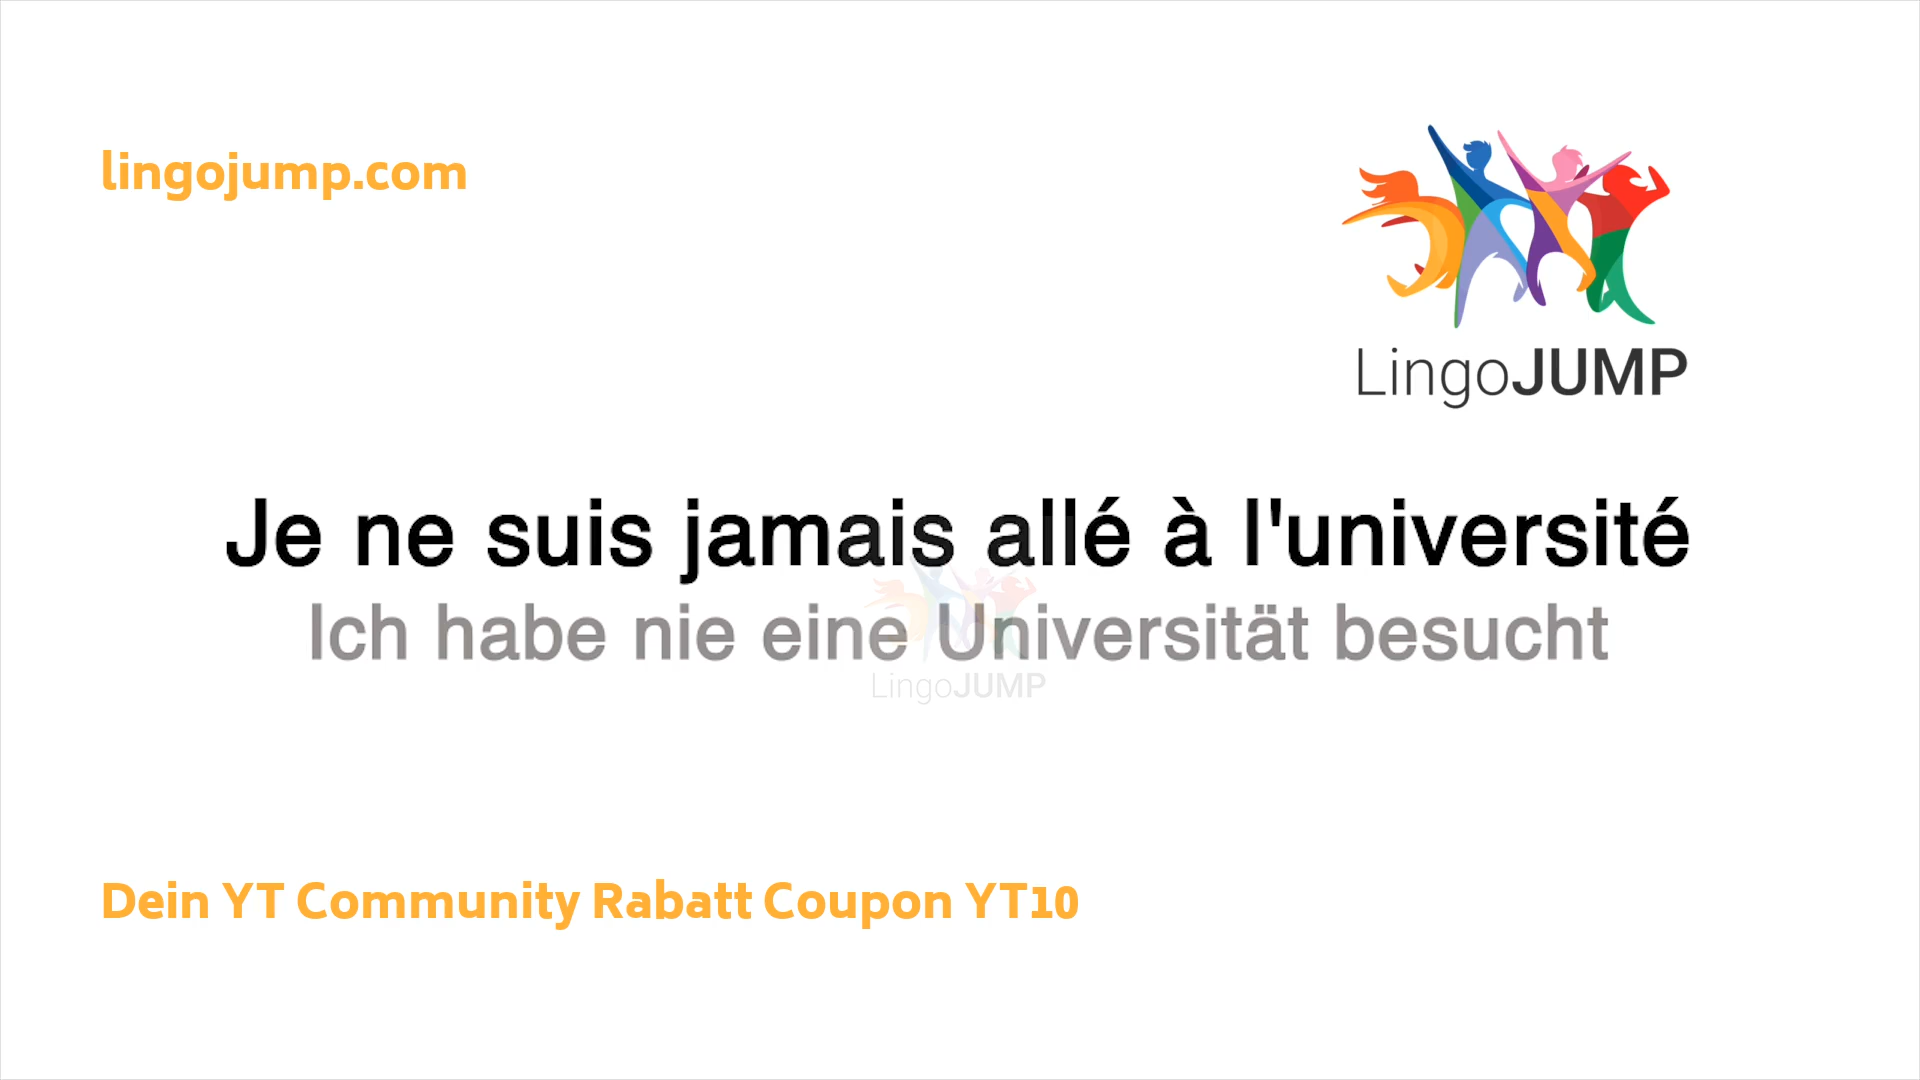 lingojump.com
LingoJUMP
Je ne suis jamais allé à l'université
Ich habe nie eine Universität besucht
LingoJUMP
Dein YT Community Rabatt Coupon YT10